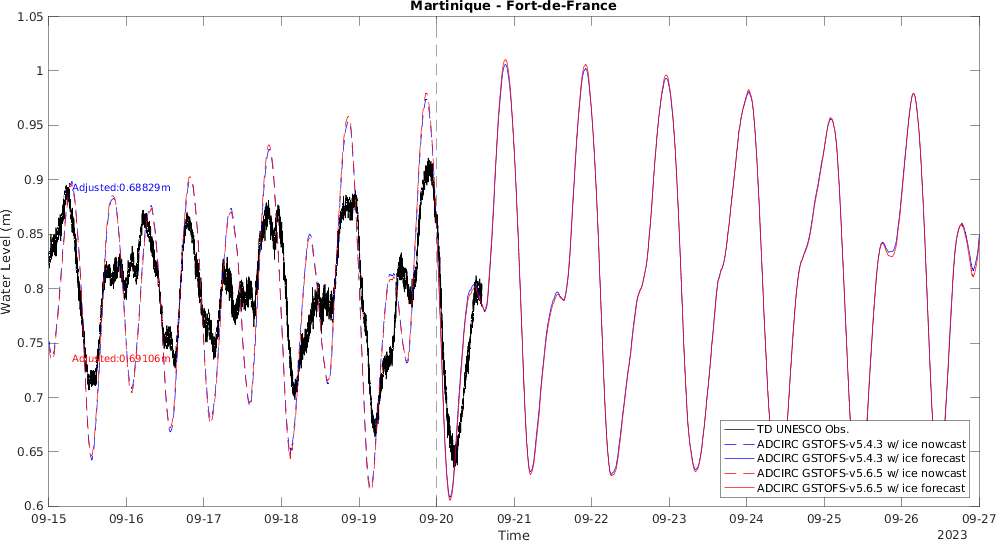 Martinique - Fort-de-France
1.05
1
0.95
0.9
0.85
0.8
0.75
0.7
0.65
0.6
Water Level (m)
Adjusted:0.68829m
Adjusted:0.69106m
TD UNESCO Obs.
ADCIRC GSTOFS-v5.4.3 w/ ice nowcast
ADCIRC GSTOFS-v5.4.3 w/ ice forecast
ADCIRC GSTOFS-v5.6.5 w/ ice nowcast
ADCIRC GSTOFS-v5.6.5 w/ ice forecast
09-15 09-16 09-17 09-18 09-19 09-20 09-21 09-22 09-23 09-24 09-25 09-26 09-27
Time
2023